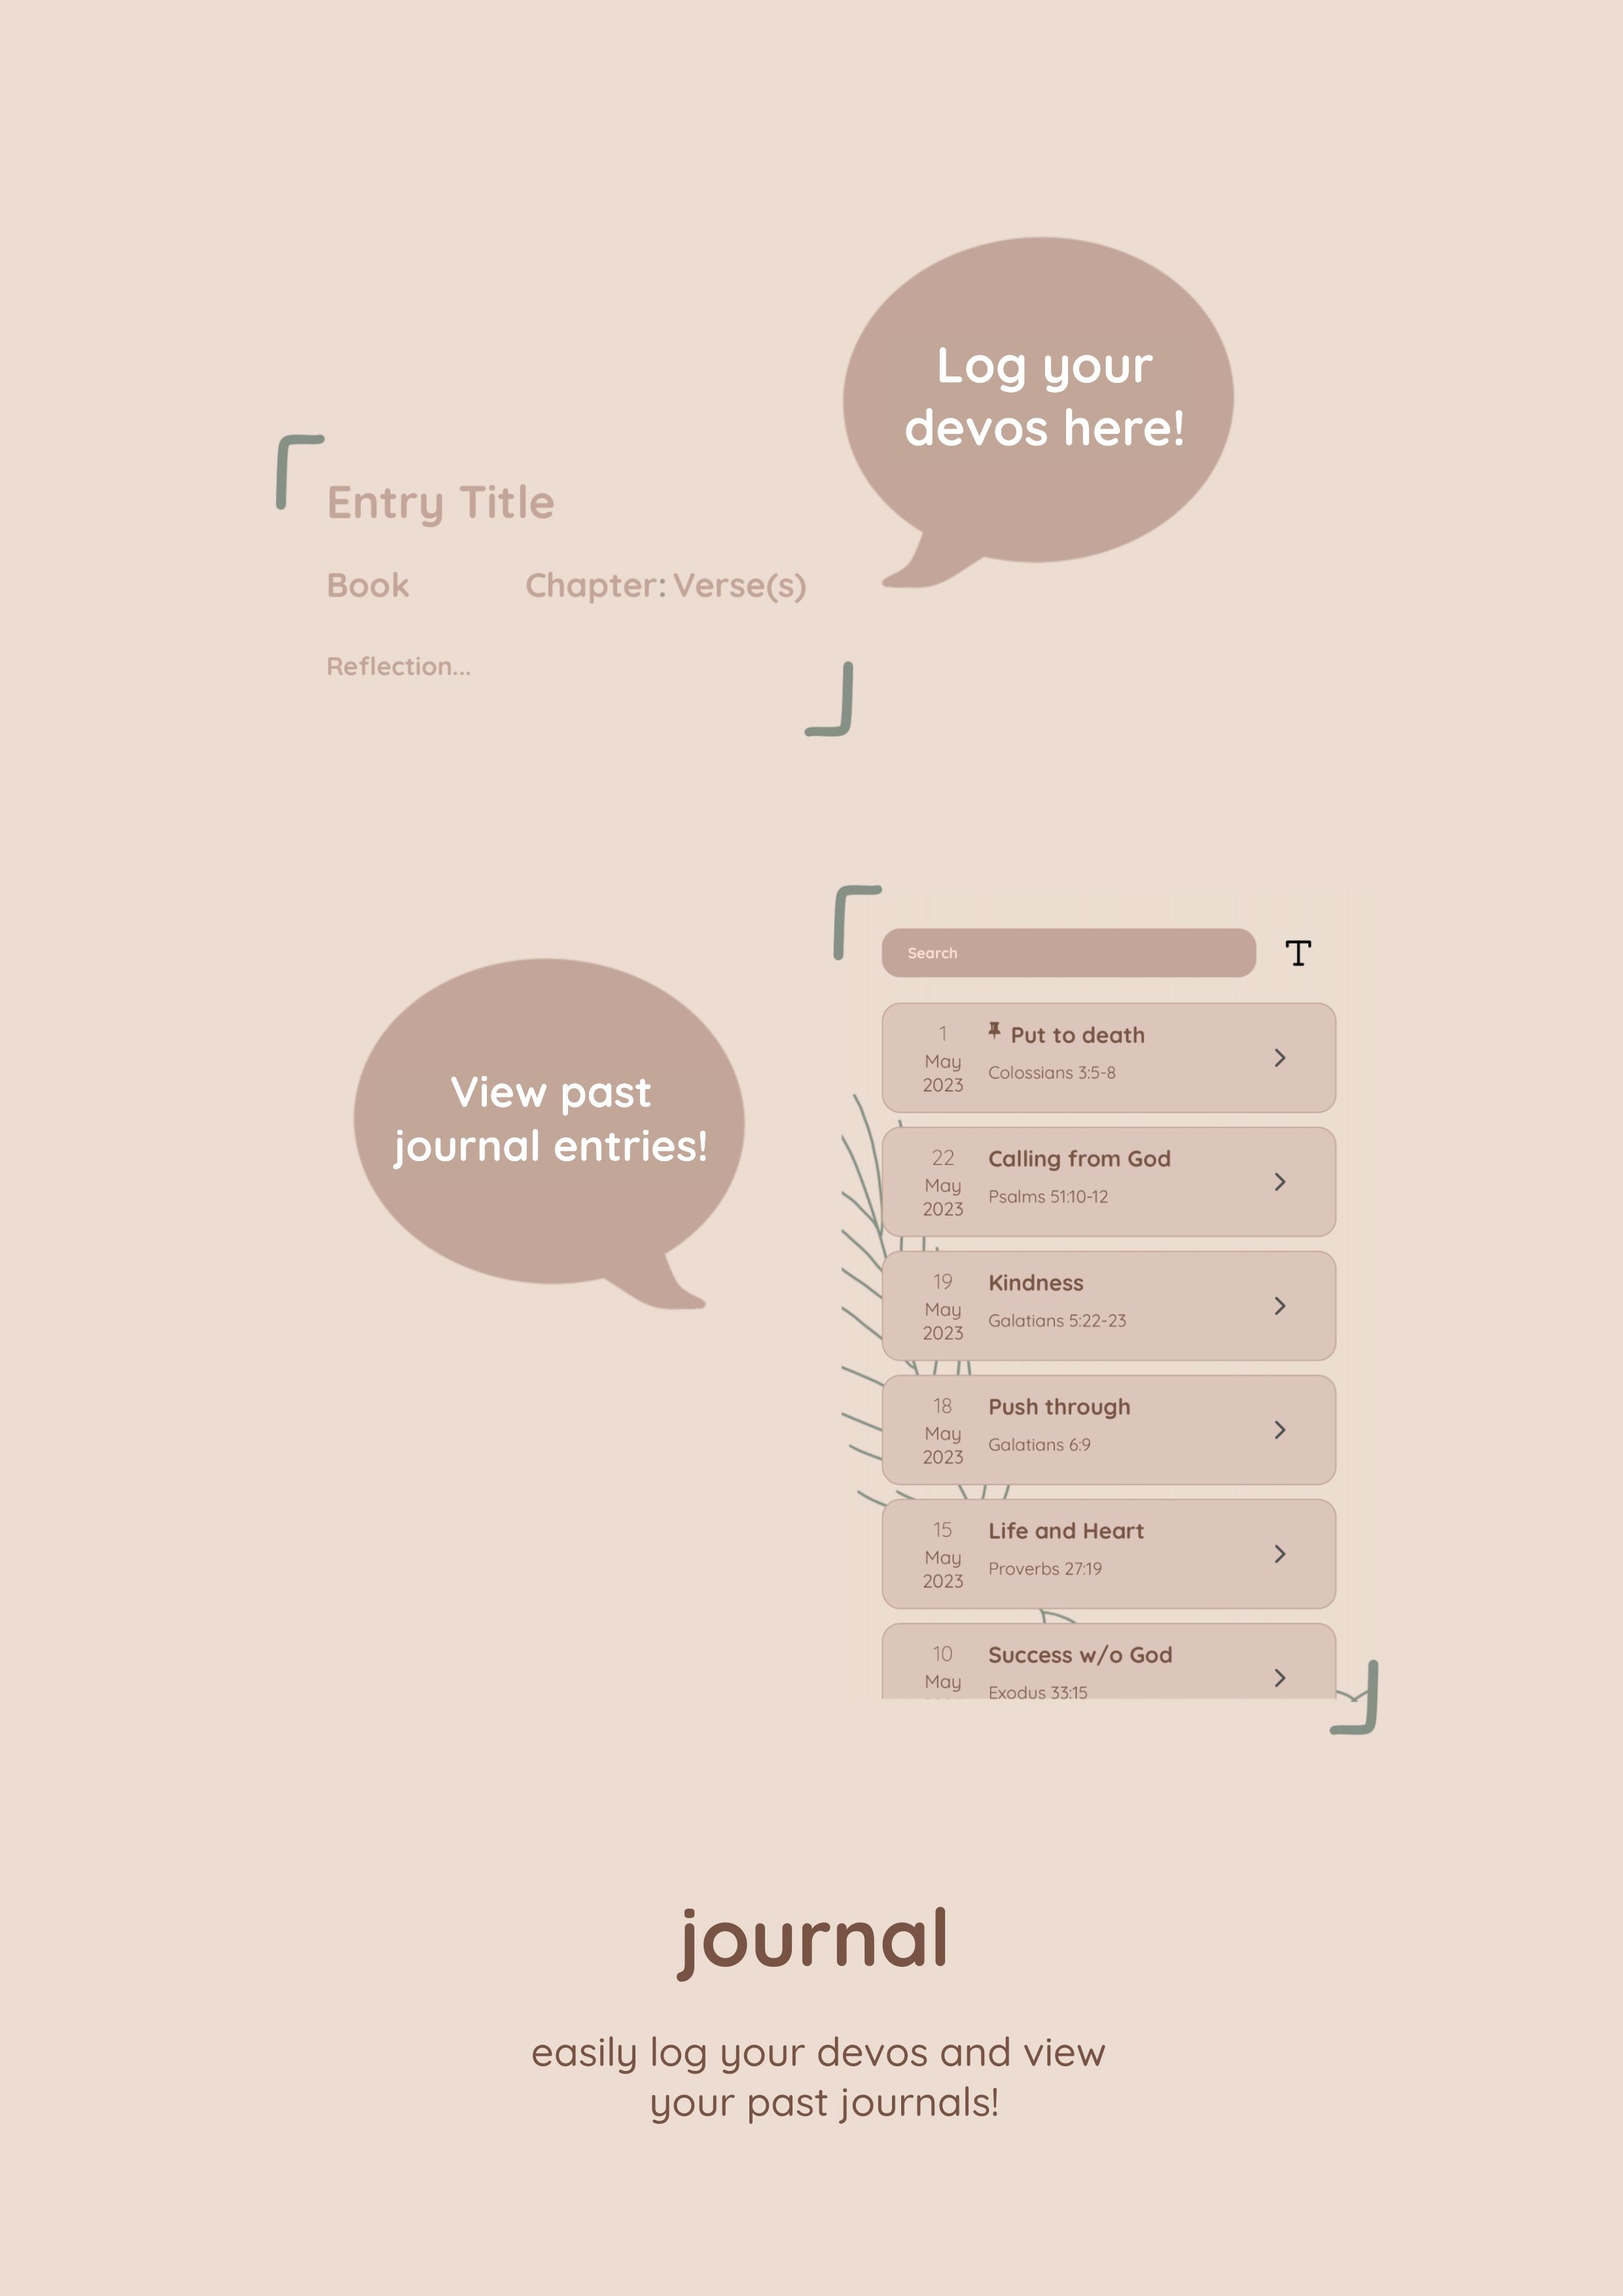 Log your
devos here!
Entry Title
Book Chapter: Verse(s)
Reflection...
Search T
1
May
2023
Put to death
Colossians 3:5-8
22
May
2023
Calling from God
Psalms 51:10-12
19
May
2023
Kindness
Galatians 5:22-23
18
May
2023
Push through
Galatians 6:9
15
May
2023
Life and Heart
Proverbs 27:19
10
May
Success w/o God
Exodus 33:15
View past
journal entries!
journal
easily log your devos and view
your past journals!